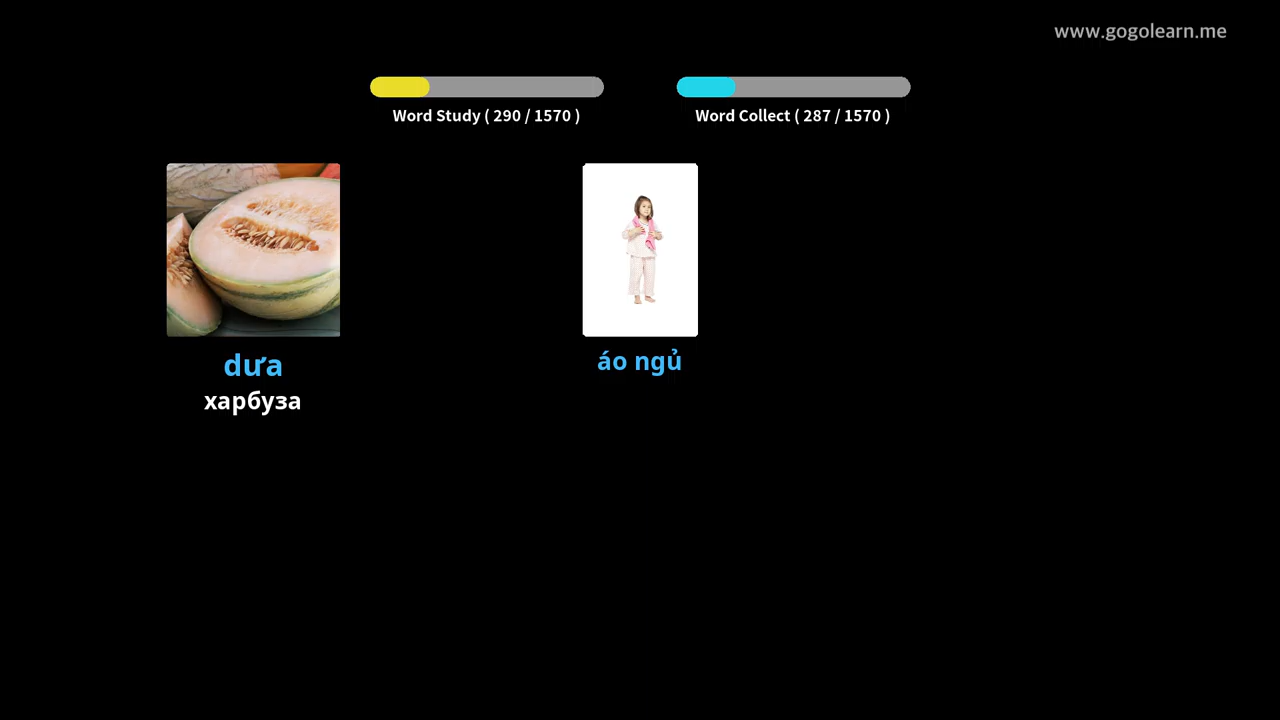 www.gogolearn.me
Word Study ( 290 / 1570 )
Word Collect ( 287 / 1570 )
dưa
харбуза
áo ngủ